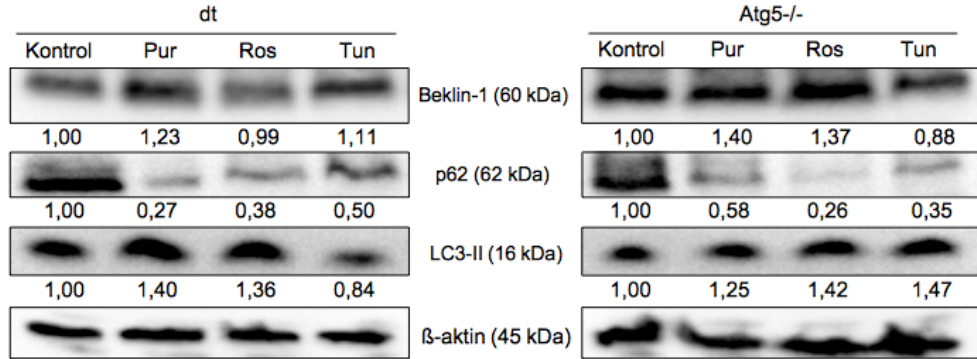 dt Atg5-/-
Kontrol Pur Ros Tun Kontrol Pur Ros Tun
Beklin-1 (60 kDa)
1,00 1,23 0,99 1,11 1,00 1,40 1,37 0,88
p62 (62 kDa)
1,00 0,27 0,38 0,50 1,00 0,58 0,26 0,35
LC3-II (16 kDa)
1,00 1,40 1,36 0,84 1,00 1,25 1,42 1,47
ß-aktin (45 kDa)